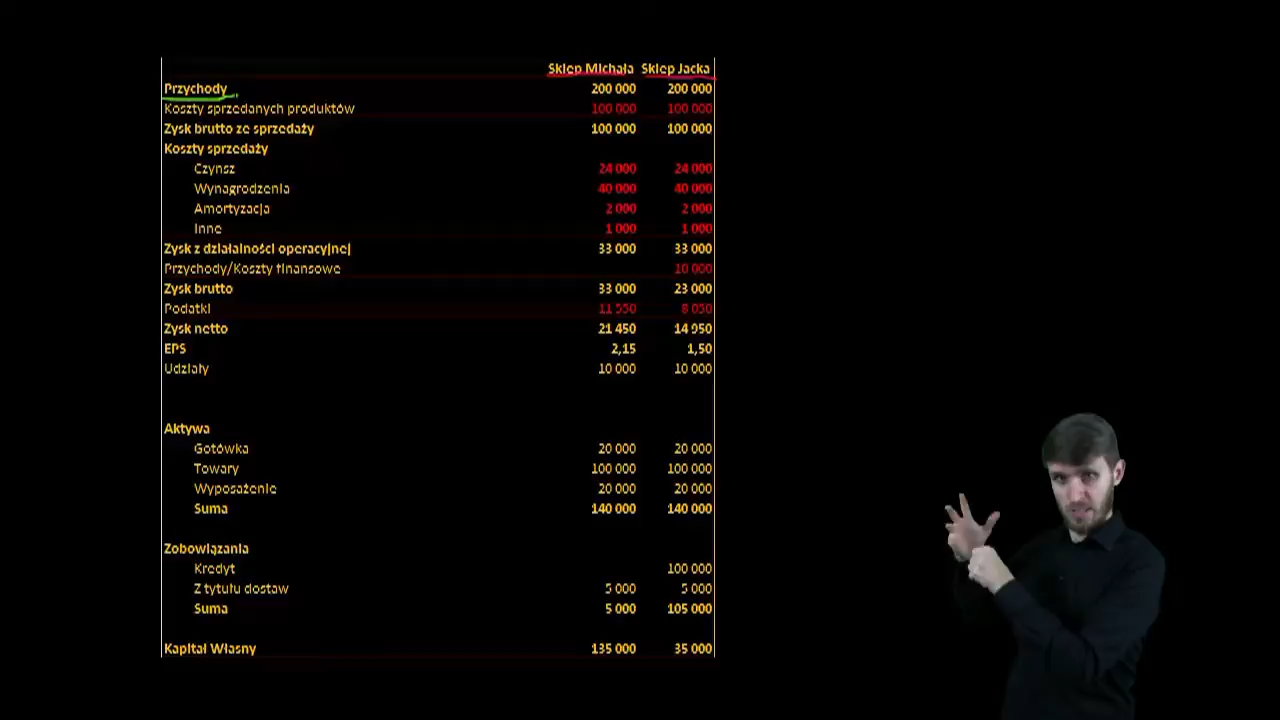 Sklep Michała Sklep Jacka
Przychody 200 000 200 000
Koszty sprzedanych produktów 100 000 100 000
Zysk brutto ze sprzedaży 100 000 100 000
Koszty sprzedaży
Czynsz 24 000 24 000
Wynagrodzenia 40 000 40 000
Amortyzacja 2 000 2 000
Inne 1 000 1 000
Zysk z działalności operacyjnej 33 000 33 000
Przychody/Koszty finansowe 10 000
Zysk brutto 33 000 23 000
Podatki 11 550 8 050
Zysk netto 21 450 14 950
EPS 2,15 1,50
Udziały 10 000 10 000
Aktywa
Gotówka 20 000 20 000
Towary 100 000 100 000
Wyposażenie 20 000 20 000
Suma 140 000 140 000
Zobowiązania
Kredyt 100 000
Z tytułu dostaw 5 000 5 000
Suma 5 000 105 000
Kapitał Własny 135 000 35 000